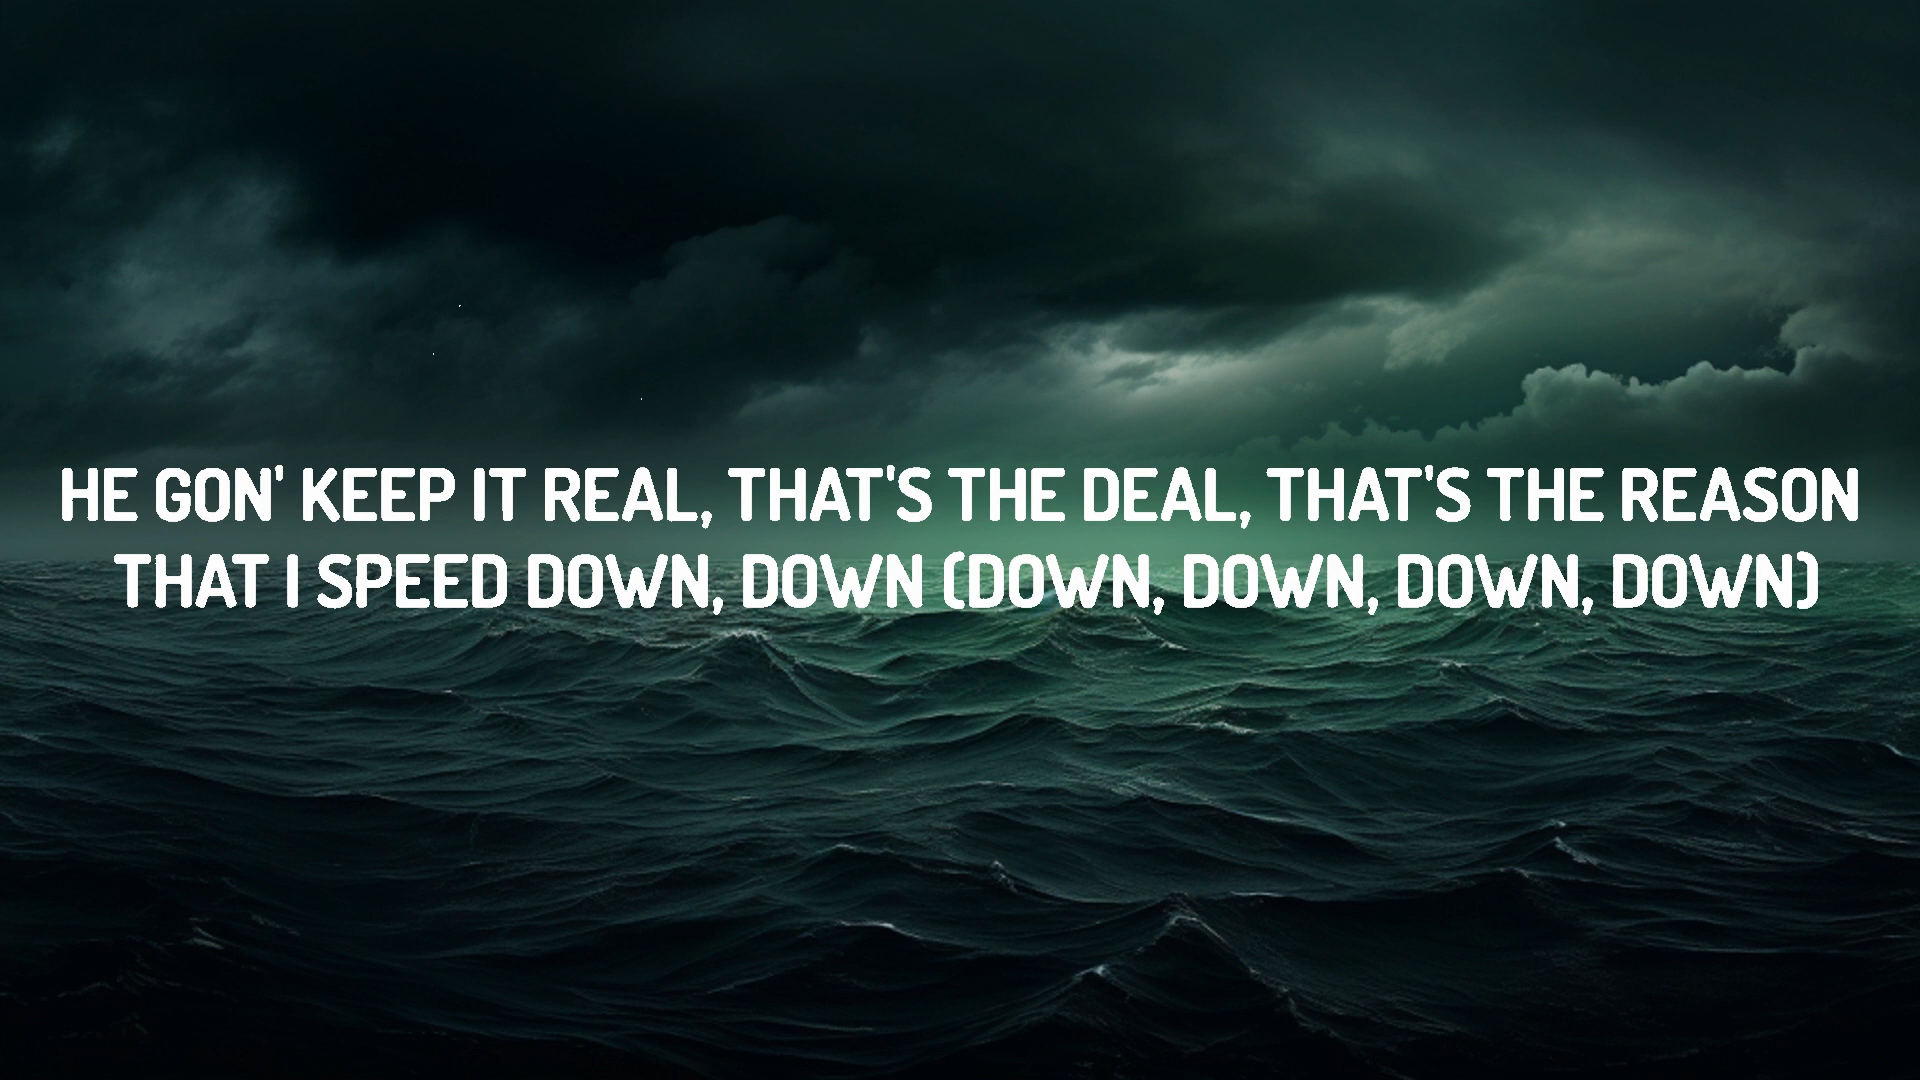 HE GON' KEEP IT REAL, THAT'S THE DEAL, THAT'S THE REASON
THAT I SPEED DOWN, DOWN (DOWN, DOWN, DOWN, DOWN)